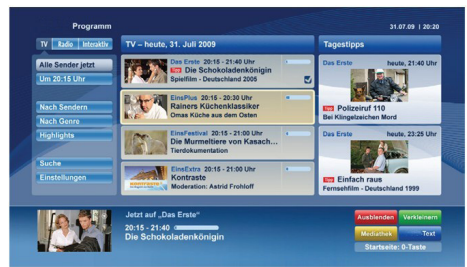 Programm
31.07.09 | 20:20
TV Radio Interaktiv
Alle Sender jetzt
Um 20:15 Uhr
Nach Sendern
Nach Genre
Highlights
Suche
Einstellungen
TV – heute, 31. Juli 2009
Das Erste 20:15 - 21:40 Uhr
Tipp Die Schokoladenkönigin
Spielfilm - Deutschland 2005
EinsPlus 20:15 - 20:30 Uhr
Rainers Küchenklassiker
Omas Küche aus dem Osten
EinsFestival 20:15 - 21:00 Uhr
Die Murmeltiere von Kasach...
Tierdokumentation
EinsExtra 20:15 - 21:00 Uhr
Kontraste
Moderation: Astrid Frohloff
KONTRASTE
Tagestipps
Das Erste heute, 21:40 Uhr
Tipp Polizeiruf 110
Bei Klingelzeichen Mord
Das Erste heute, 23:25 Uhr
Tipp Einfach raus
Fernsehfilm - Deutschland 1999
Jetzt auf „Das Erste“
20:15 - 21:40
Die Schokoladenkönigin
Ausblenden Verkleinern
Mediathek Text
Startseite: 0-Taste